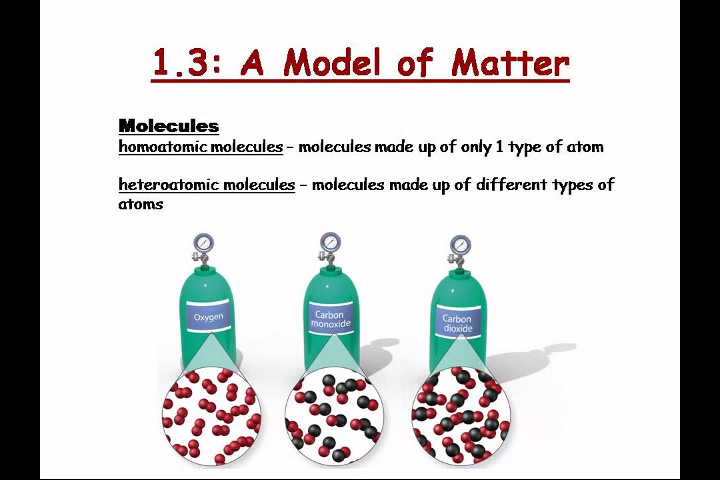 1.3: A Model of Matter
Molecules
homoatomic molecules – molecules made up of only 1 type of atom
heteroatomic molecules – molecules made up of different types of
atoms
Oxygen
Carbon
monoxide
Carbon
dioxide